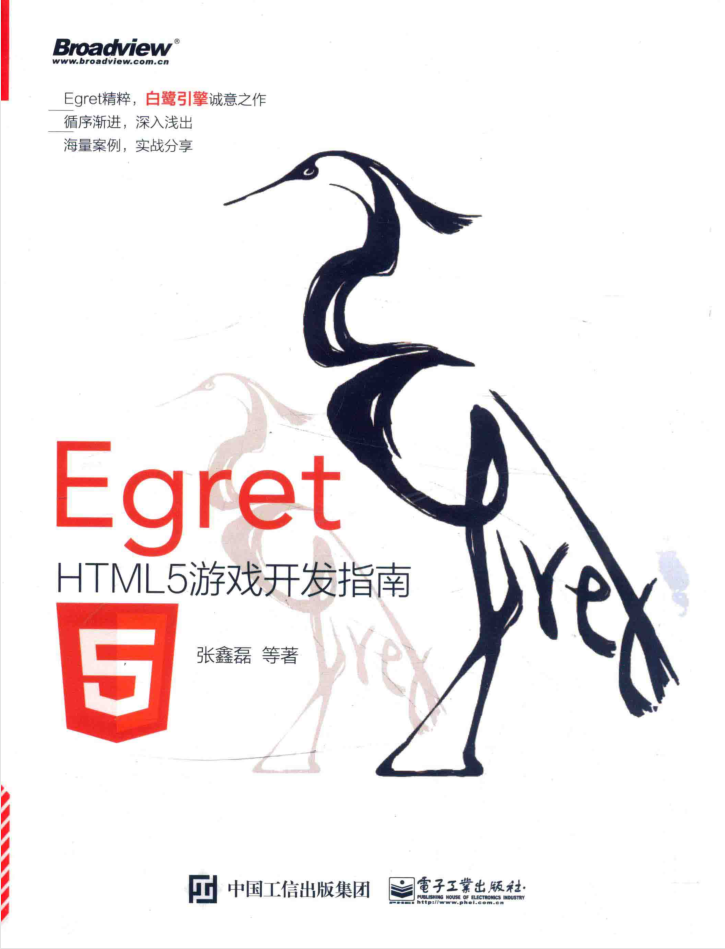 Broadview®
www.broadview.com.cn
Egret精粹，白鹭引擎诚意之作
循序渐进，深入浅出
海量案例，实战分享
Egret
HTML5游戏开发指南
5
张鑫磊 等著
中国工信出版集团
電子工業出版社·
PUBLISHING HOUSE OF ELECTRONICS INDUSTRY
http://www.phei.com.cn